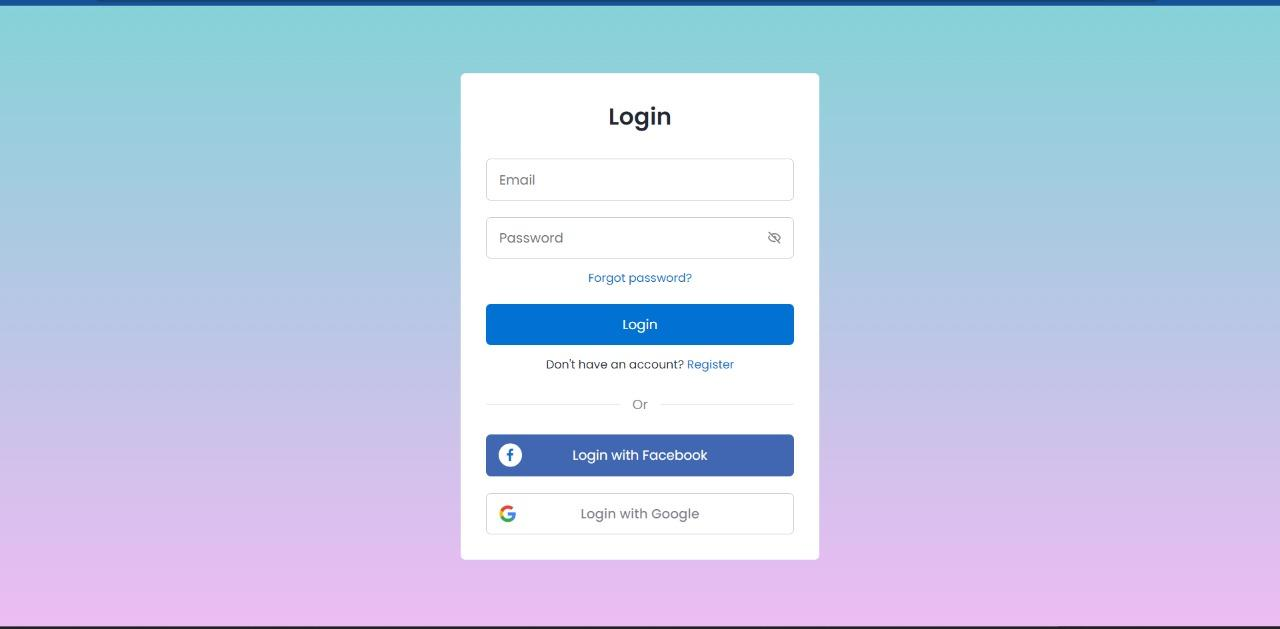 Login
Email
Password
Forgot password?
Login
Don't have an account? Register
Or
Login with Facebook
Login with Google